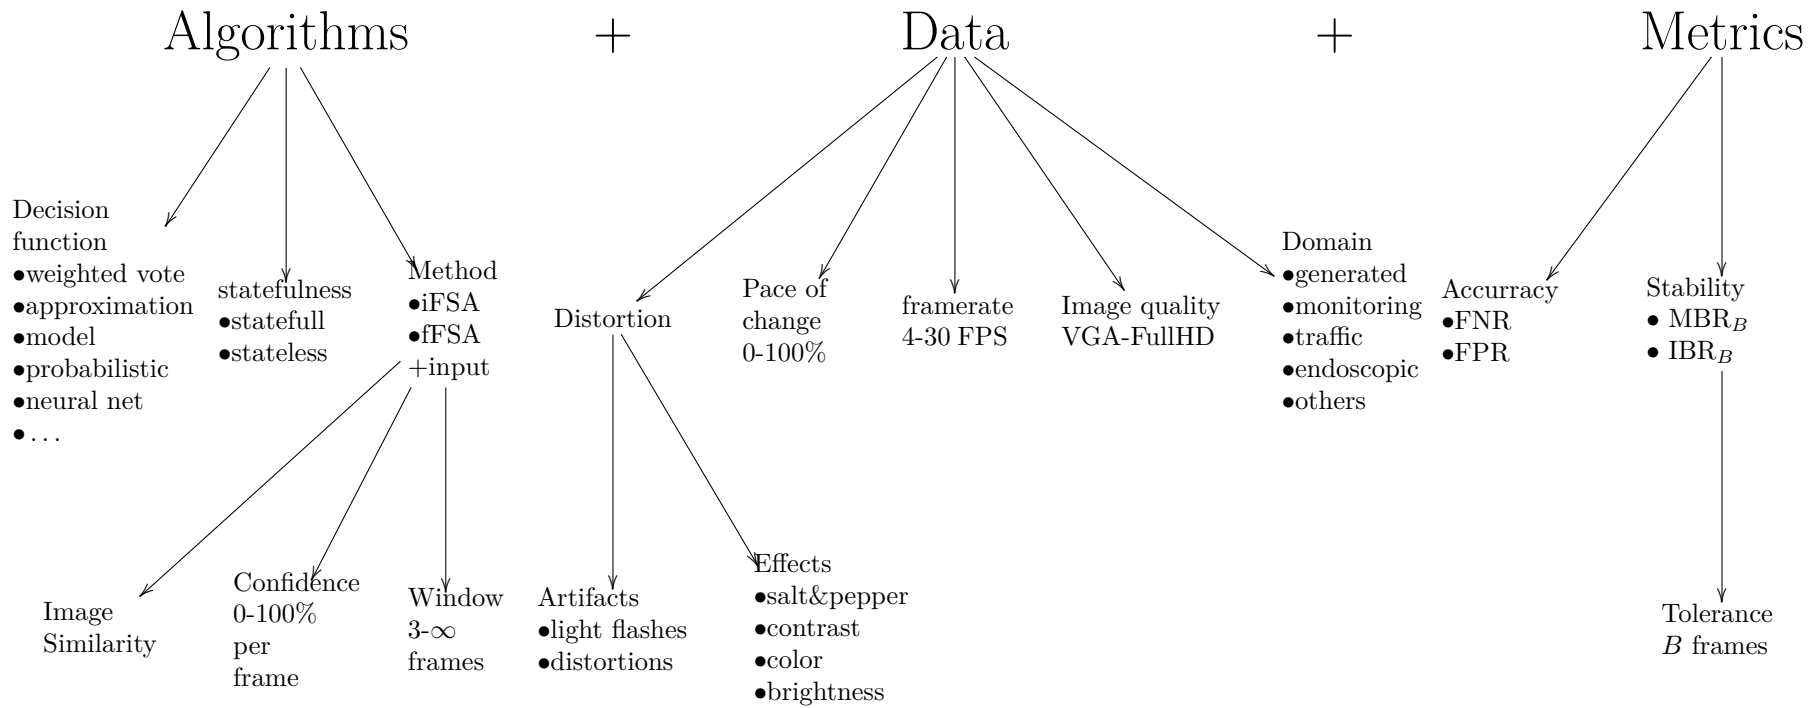 Algorithms + Data + Metrics
Decision
function
●weighted vote
●approximation
●model
●probabilistic
●neural net
●...
statefulness
●statefull
●stateless
Method
●iFSA
●fFSA
+input
Distortion
Pace of
change
0-100%
framerate
4-30 FPS
Image quality
VGA-FullHD
Domain
●generated
●monitoring
●traffic
●endoscopic
●others
Accurracy
●FNR
●FPR
Stability
● MBR_B
● IBR_B
Image
Similarity
Confidence
0-100%
per
frame
Window
3-∞
frames
Artifacts
●light flashes
●distortions
Effects
●salt&pepper
●contrast
●color
●brightness
Tolerance
B frames